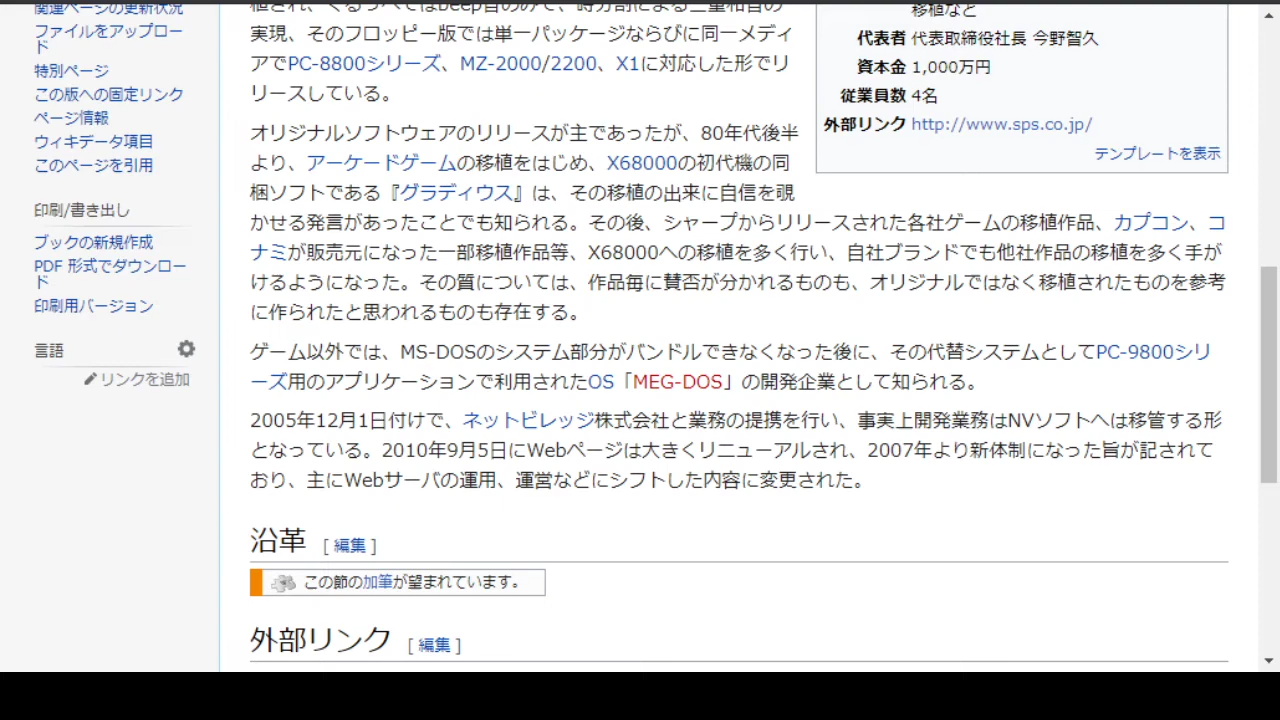 関連ページの更新状況
ファイルをアップロー
ド
特別ページ
この版への固定リンク
ページ情報
ウィキデータ項目
このページを引用
印刷/書き出し
ブックの新規作成
PDF 形式でダウンロー
ド
印刷用バージョン
言語
リンクを追加
実現、そのフロッピー版では単一パッケージならびに同一メディ
アでPC-8800シリーズ、MZ-2000/2200、X1に対応した形でリ
リースしている。
オリジナルソフトウェアのリリースが主であったが、80年代後半
より、アーケードゲームの移植をはじめ、X68000の初代機の同
梱ソフトである『グラディウス』は、その移植の出来に自信を覗
かせる発言があったことでも知られる。その後、シャープからリリースされた各社ゲームの移植作品、カプコン、コ
ナミが販売元になった一部移植作品等、X68000への移植を多く行い、自社ブランドでも他社作品の移植を多く手が
けるようになった。その質については、作品毎に賛否が分かれるものも、オリジナルではなく移植されたものを参考
に作られたと思われるものも存在する。
ゲーム以外では、MS-DOSのシステム部分がバンドルできなくなった後に、その代替システムとしてPC-9800シリ
ーズ用のアプリケーションで利用されたOS「MEG-DOS」の開発企業として知られる。
2005年12月1日付けで、ネットビレッジ株式会社と業務の提携を行い、事実上開発業務はNVソフトへは移管する形
となっている。2010年9月5日にWebページは大きくリニューアルされ、2007年より新体制になった旨が記されて
おり、主にWebサーバの運用、運営などにシフトした内容に変更された。
移植など
代表者 代表取締役社長 今野智久
資本金 1,000万円
従業員数 4名
外部リンク http://www.sps.co.jp/
テンプレートを表示
沿革 [ 編集 ]
この節の加筆が望まれています。
外部リンク [ 編集 ]